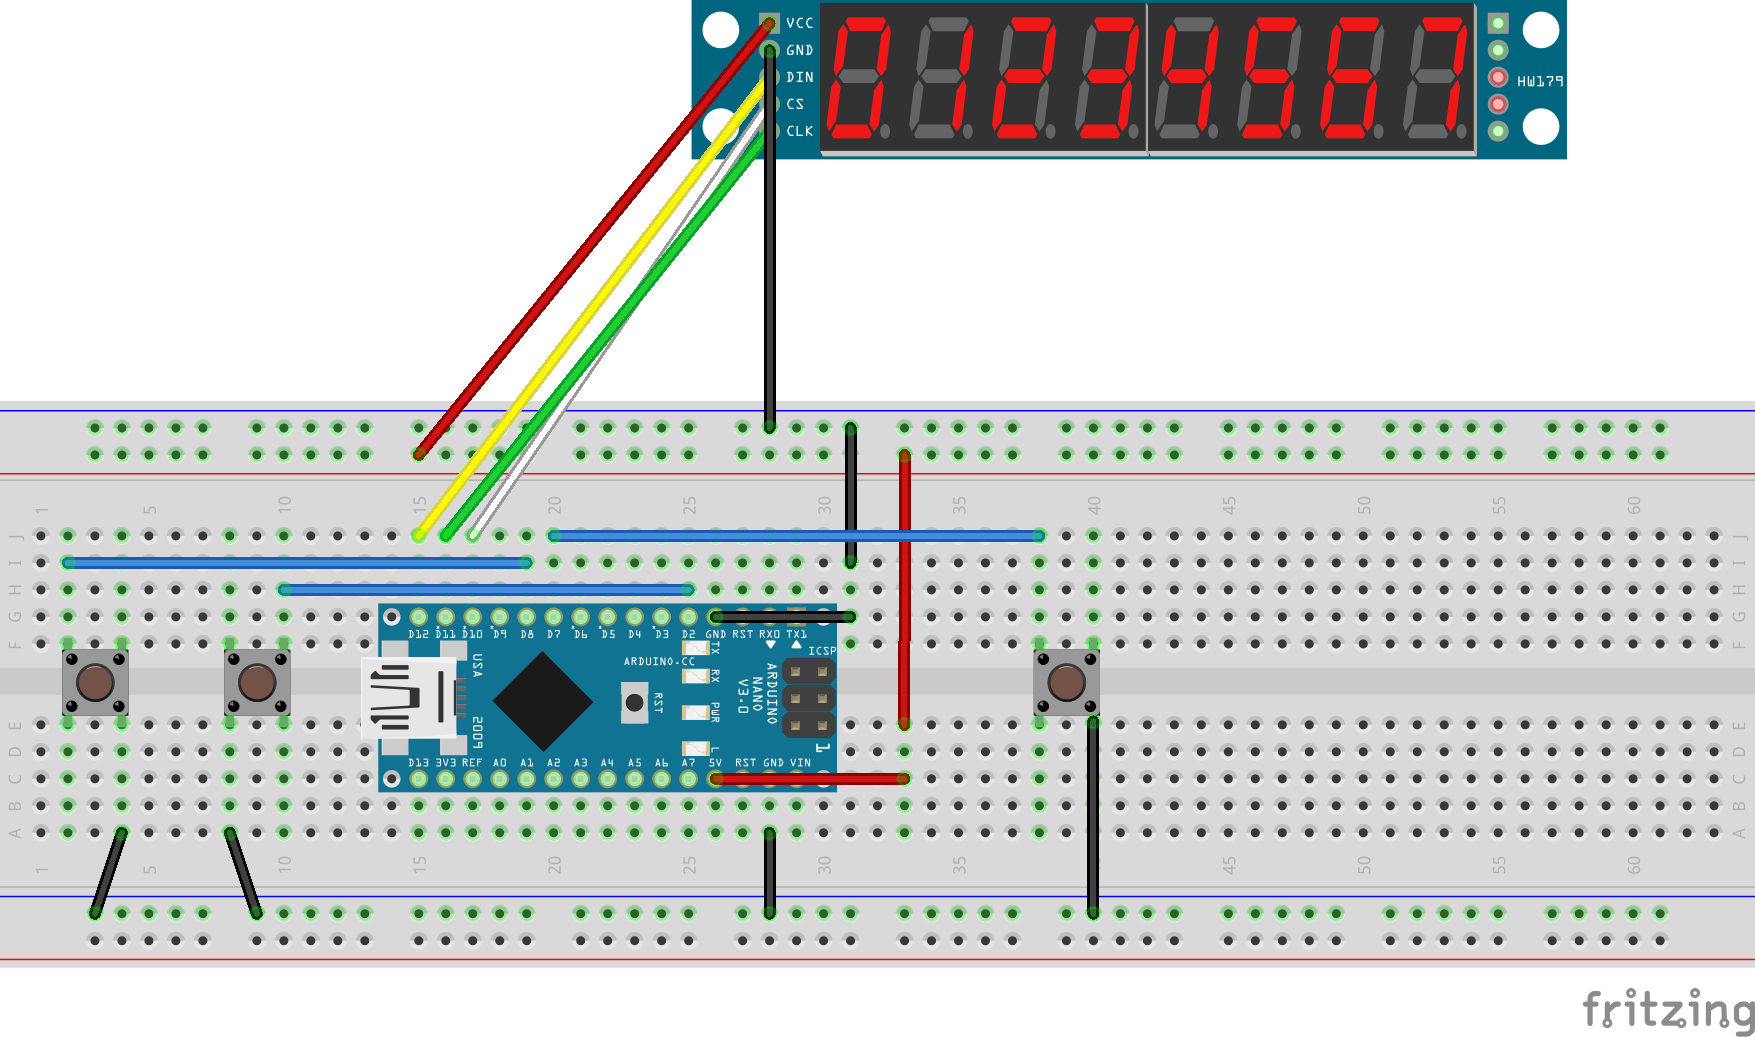 VCC
GND
DIN
CS
CLK
01234567
HW179
1 5 10 15 20 25 30 35 40 45 50 55 60
J J
I I
H H
G G
F F
D12 D11 D10 D9 D8 D7 D6 D5 D4 D3 D2 GND RST RX0 TX1
ICSP
ARDUINO.CC
TX
RX
PWR
L
RST
USA
2009
ARDUINO
NANO
V3.0
1
D13 3V3 REF A0 A1 A2 A3 A4 A5 A6 A7 5V RST GND VIN
E E
D D
C C
B B
A A
1 5 10 15 20 25 30 35 45 50 55 60
fritzing